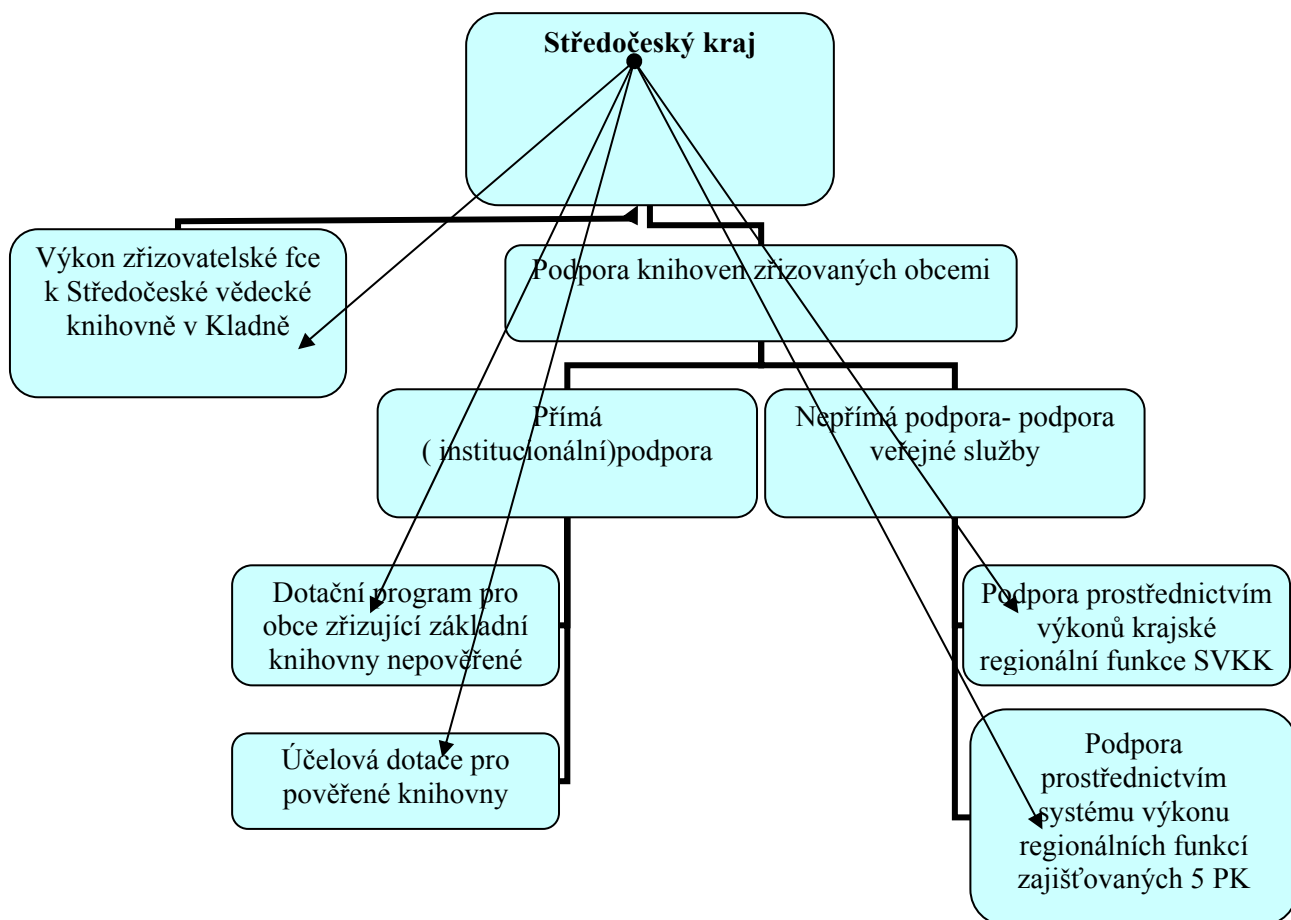 Středočeský kraj
Výkon zřizovatelské fce
k Středočeské vědecké
knihovně v Kladně
Podpora knihoven zřizovaných obcemi
Přímá
( institucionální)podpora
Nepřímá podpora- podpora
veřejné služby
Dotační program pro
obce zřizující základní
knihovny nepověřené
Podpora prostřednictvím
výkonů krajské
regionální funkce SVKK
Účelová dotace pro
pověřené knihovny
Podpora
prostřednictvím
systému výkonu
regionálních funkcí
zajišťovaných 5 PK